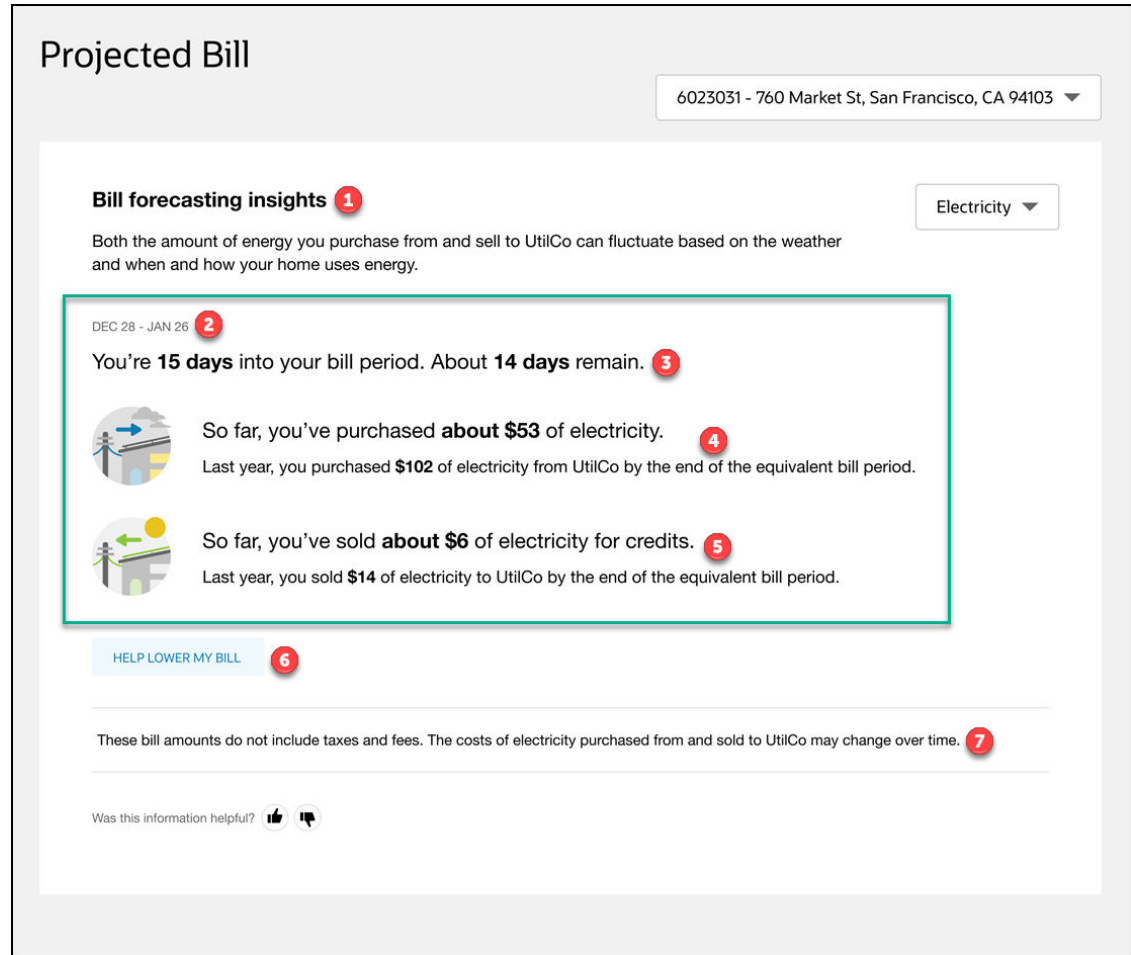 Projected Bill
6023031 - 760 Market St, San Francisco, CA 94103
Bill forecasting insights 1
Electricity
Both the amount of energy you purchase from and sell to UtilCo can fluctuate based on the weather
and when and how your home uses energy.
DEC 28 - JAN 26 2
You're 15 days into your bill period. About 14 days remain. 3
So far, you've purchased about $53 of electricity. 4
Last year, you purchased $102 of electricity from UtilCo by the end of the equivalent bill period.
So far, you've sold about $6 of electricity for credits. 5
Last year, you sold $14 of electricity to UtilCo by the end of the equivalent bill period.
HELP LOWER MY BILL 6
These bill amounts do not include taxes and fees. The costs of electricity purchased from and sold to UtilCo may change over time. 7
Was this information helpful?